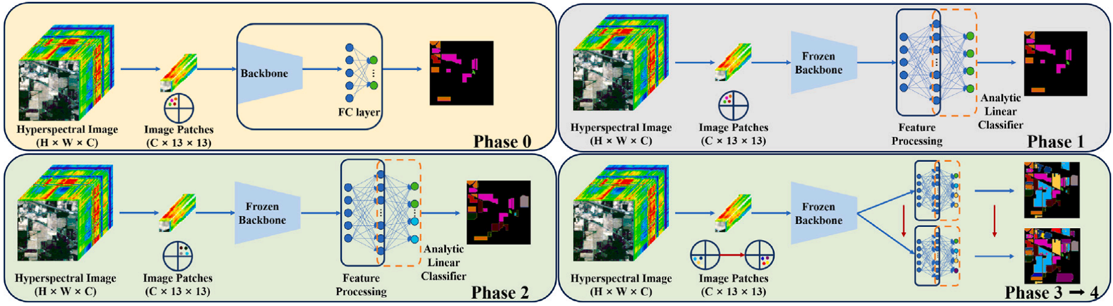 Backbone
FC layer
Hyperspectral Image
(H × W × C)
Image Patches
(C × 13 × 13)
Phase 0
Frozen
Backbone
Analytic
Linear
Classifier
Feature
Processing
Hyperspectral Image
(H × W × C)
Image Patches
(C × 13 × 13)
Phase 1
Frozen
Backbone
Analytic
Linear
Classifier
Feature
Processing
Hyperspectral Image
(H × W × C)
Image Patches
(C × 13 × 13)
Phase 2
Frozen
Backbone
Hyperspectral Image
(H × W × C)
Image Patches
(C × 13 × 13)
Phase 3 → 4